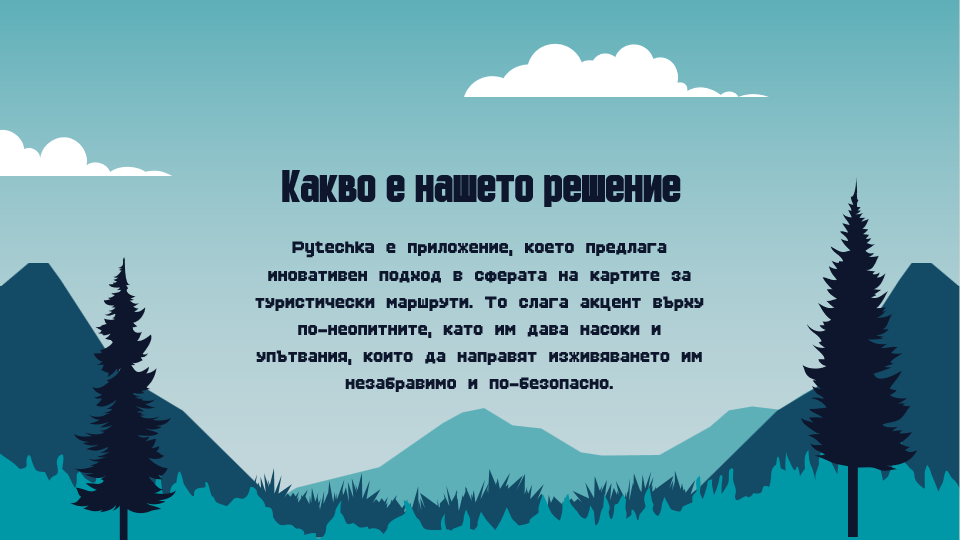 Какво е нашето решение
Pytechka е приложение, което предлага
иновативен подход в сферата на картите за
туристически маршрути. То слага акцент върху
по-неопитните, като им дава насоки и
упътвания, които да направят изживяването им
незабравимо и по-безопасно.